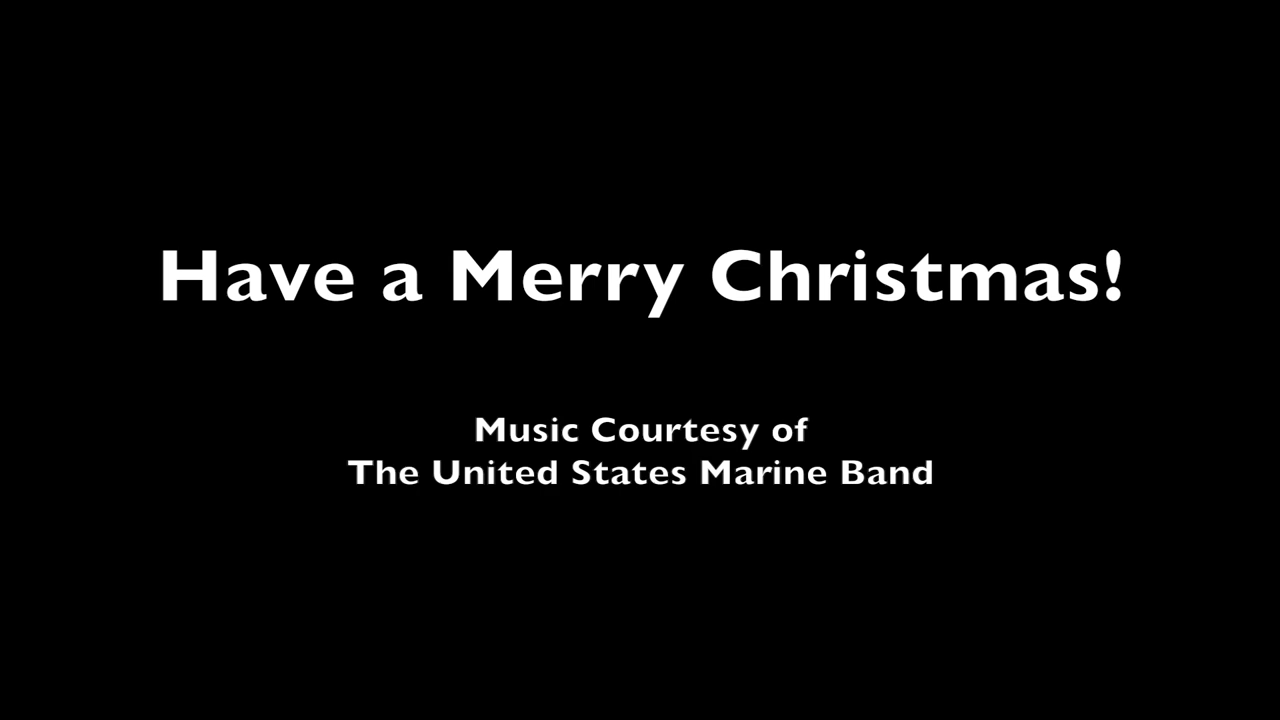 Have a Merry Christmas!
Music Courtesy of
The United States Marine Band